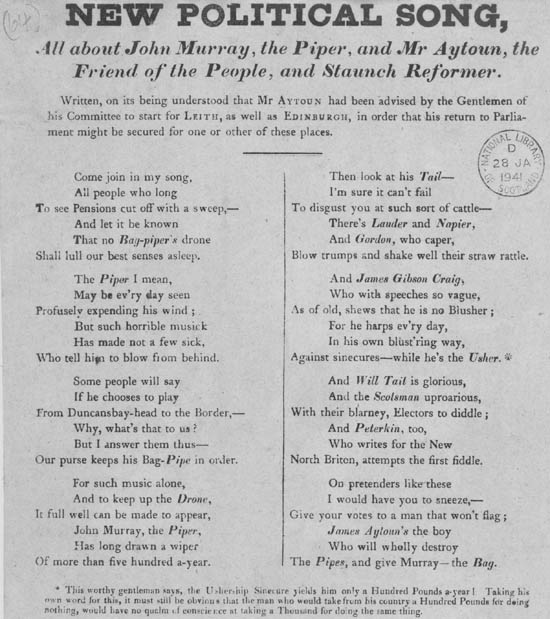 (64)
NEW POLITICAL SONG,
All about John Murray, the Piper, and Mr Aytoun, the
Friend of the People, and Staunch Reformer.
Written, on its being understood that Mr AYTOUN had been advised by the Gentlemen of
his Committee to start for LEITH, as well as EDINBURGH, in order that his return to Parlia-
ment might be secured for one or other of these places.
NATIONAL LIBRARY
D
28 JA
1941
OF SCOTLAND
Come join in my song,
All people who long
To see Pensions cut off with a sweep,—
And let it be known
That no Bag-piper's drone
Shall lull our best senses asleep.
The Piper I mean,
May be ev'ry day seen
Profusely expending his wind;
But such horrible musick
Has made not a few sick,
Who tell him to blow from behind.
Some people will say
If he chooses to play
From Duncansbay-head to the Border,—
Why, what's that to us?
But I answer them thus—
Our purse keeps his Bag-Pipe in order.
For such music alone,
And to keep up the Drone,
It full well can be made to appear,
John Murray, the Piper,
Has long drawn a wiper
Of more than five hundred a-year.
Then look at his Tail—
I'm sure it can't fail
To disgust you at such sort of cattle—
There's Lauder and Napier,
And Gordon, who caper,
Blow trumps and shake well their straw rattle.
And James Gibson Craig,
Who with speeches so vague,
As of old, shews that he is no Blusher;
For he harps ev'ry day,
In his own blust'ring way,
Against sinecures—while he's the Usher. *
And Will Tait is glorious,
And the Scotsman uproarious,
With their blarney, Electors to diddle;
And Peterkin, too,
Who writes for the New
North Briton, attempts the first fiddle.
On pretenders like these
I would have you to sneeze,—
Give your votes to a man that won't flag;
James Aytoun's the boy
Who will wholly destroy
The Pipes, and give Murray—the Bag.
* This worthy gentleman says, the Ushership Sinecure yields him only a Hundred Pounds a-year! Taking his
own word for this, it must still be obvious that the man who would take from his country a Hundred Pounds for doing
nothing, would have no qualm of conscience at taking a Thousand for doing the same thing.